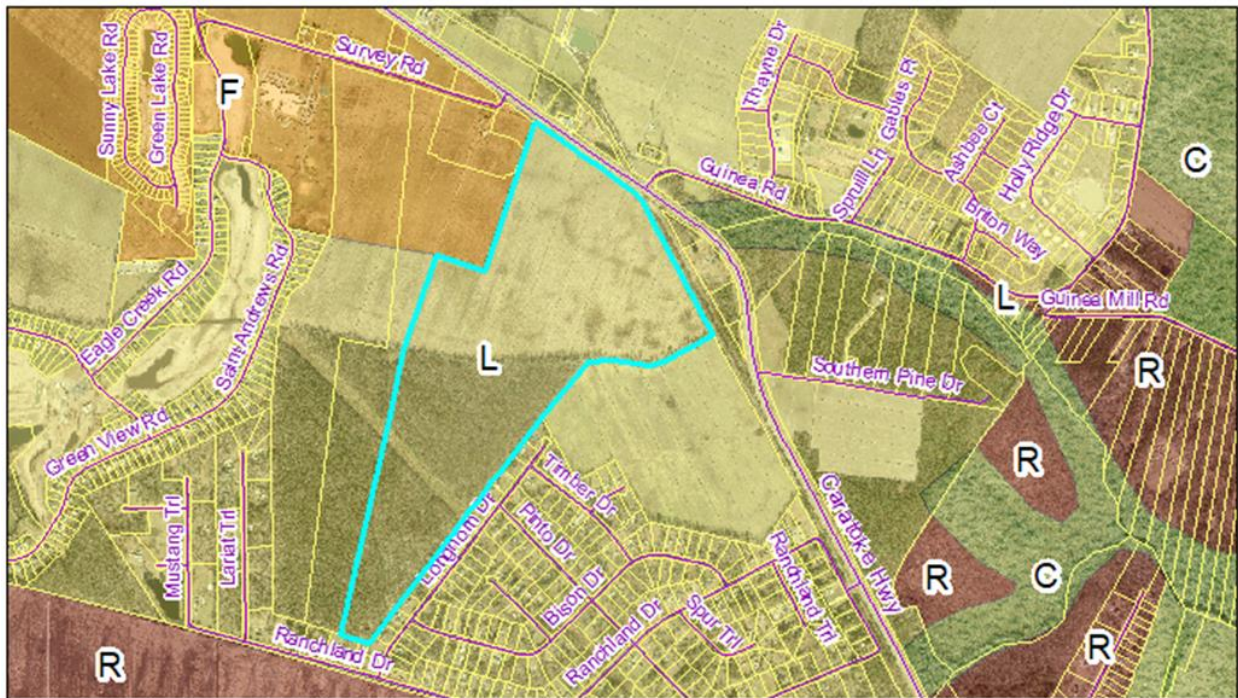 Sunny Lake Rd
Green Lake Rd
F
Survey Rd
Thayne Dr
Gables Pt
Ashbee Ct
Holly Ridge Dr
C
Guinea Rd
Spruill Ln
Briton Way
Eagle Creek Rd
Saint Andrews Rd
L
Guinea Mill Rd
L
Southern Pine Dr
R
Green View Rd
R
Mustang Trl
Lariat Trl
Longhorn Dr
Timber Dr
Pinto Dr
Bison Dr
Caratoke Hwy
Ranchland Trl
R
C
Ranchland Dr
Spur Trl
Ranchland Dr
R
R